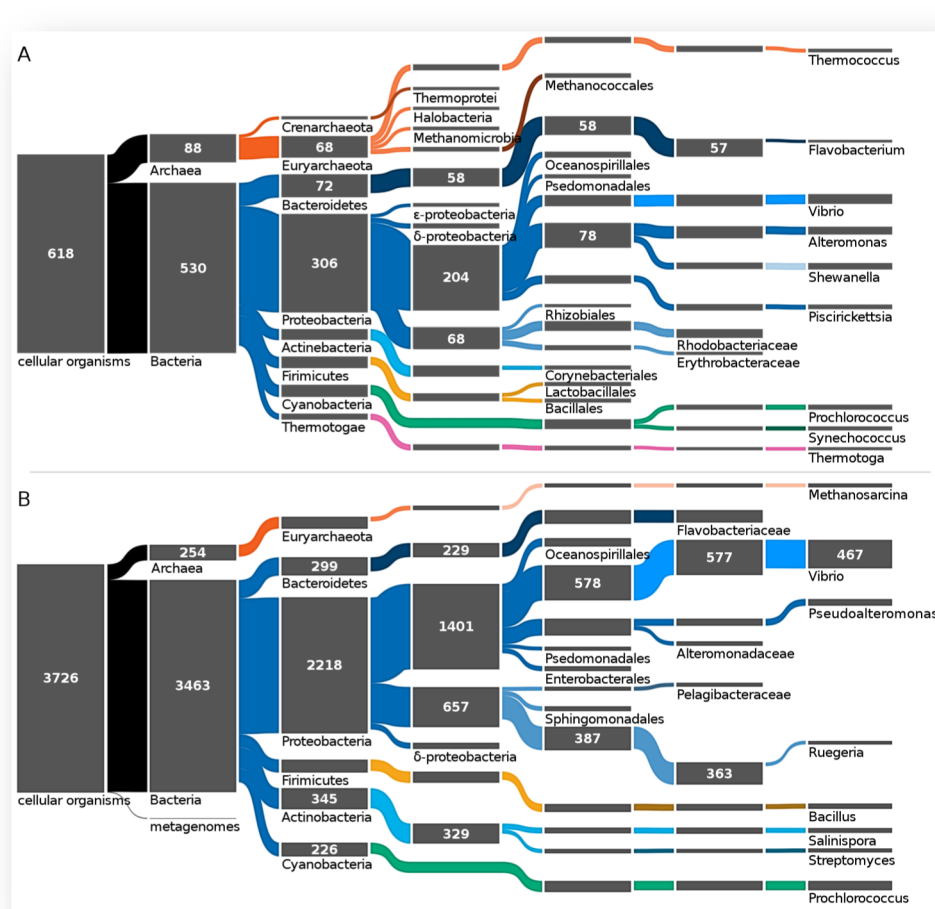 A
Thermococcus
Methanococcales
Thermoprotei
Halobacteria
Crenarchaeota
58
Methanomicrobia
88
68
57
Flavobacterium
Archaea
Euryarchaeota
Oceanospirillales
72
58
Psedomonadales
Bacteroidetes
Vibrio
ε-proteobacteria
δ-proteobacteria
78
Alteromonas
618
530
306
204
Shewanella
Rhizobiales
Piscirickettsia
Proteobacteria
68
Actinebacteria
Rhodobacteriaceae
cellular organisms
Bacteria
Erythrobacteraceae
Firimicutes
Corynebacteriales
Lactobacillales
Cyanobacteria
Bacillales
Prochlorococcus
Thermotogae
Synechococcus
Thermotoga
B
Methanosarcina
Euryarchaeota
Flavobacteriaceae
254
229
Oceanospirillales
577
467
Archaea
299
Bacteroidetes
578
Vibrio
Pseudoalteromonas
1401
3726
3463
2218
Psedomonadales
Alteromonadaceae
Enterobacterales
657
Pelagibacteraceae
Sphingomonadales
Proteobacteria
387
δ-proteobacteria
Ruegeria
363
Firimicutes
cellular organisms
Bacteria
345
Actinobacteria
Bacillus
metagenomes
329
Salinispora
226
Streptomyces
Cyanobacteria
Prochlorococcus